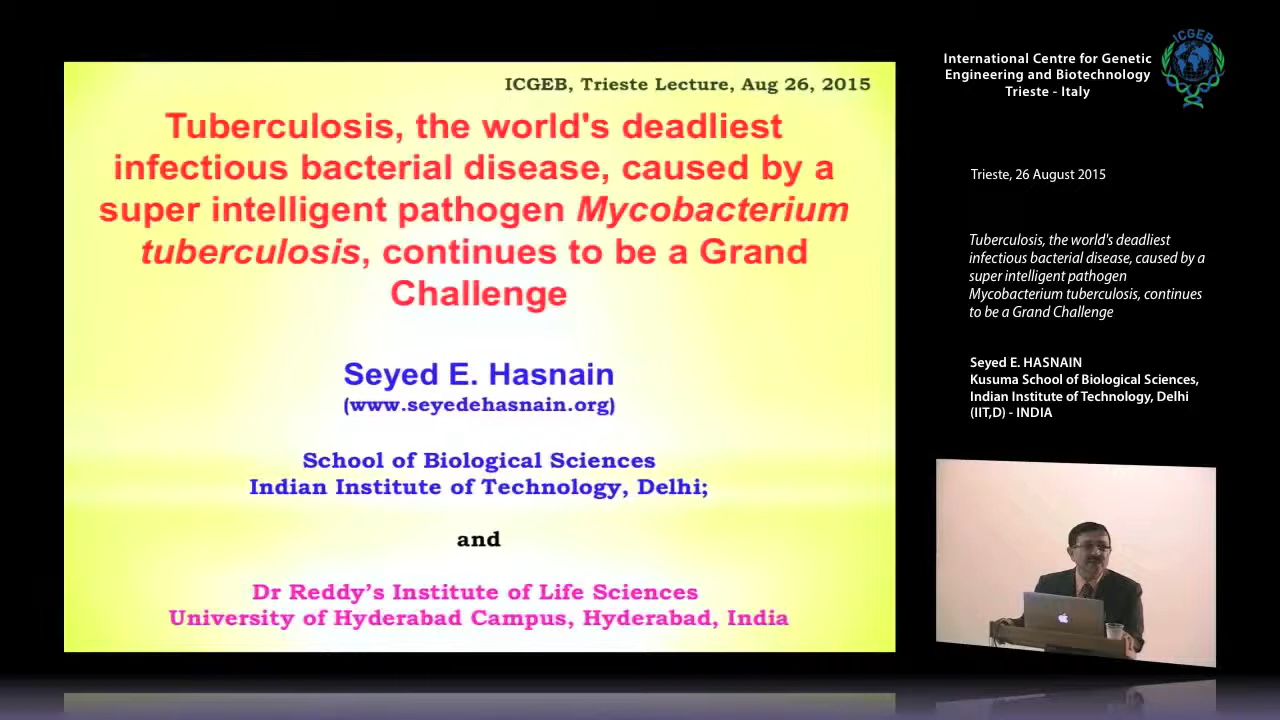 ICGEB, Trieste Lecture, Aug 26, 2015
Tuberculosis, the world's deadliest
infectious bacterial disease, caused by a
super intelligent pathogen Mycobacterium
tuberculosis, continues to be a Grand
Challenge
Seyed E. Hasnain
(www.seyedehasnain.org)
School of Biological Sciences
Indian Institute of Technology, Delhi;
and
Dr Reddy’s Institute of Life Sciences
University of Hyderabad Campus, Hyderabad, India
International Centre for Genetic
Engineering and Biotechnology
Trieste - Italy
ICGEB
Trieste, 26 August 2015
Tuberculosis, the world's deadliest
infectious bacterial disease, caused by a
super intelligent pathogen
Mycobacterium tuberculosis, continues
to be a Grand Challenge
Seyed E. HASNAIN
Kusuma School of Biological Sciences,
Indian Institute of Technology, Delhi
(IIT,D) - INDIA